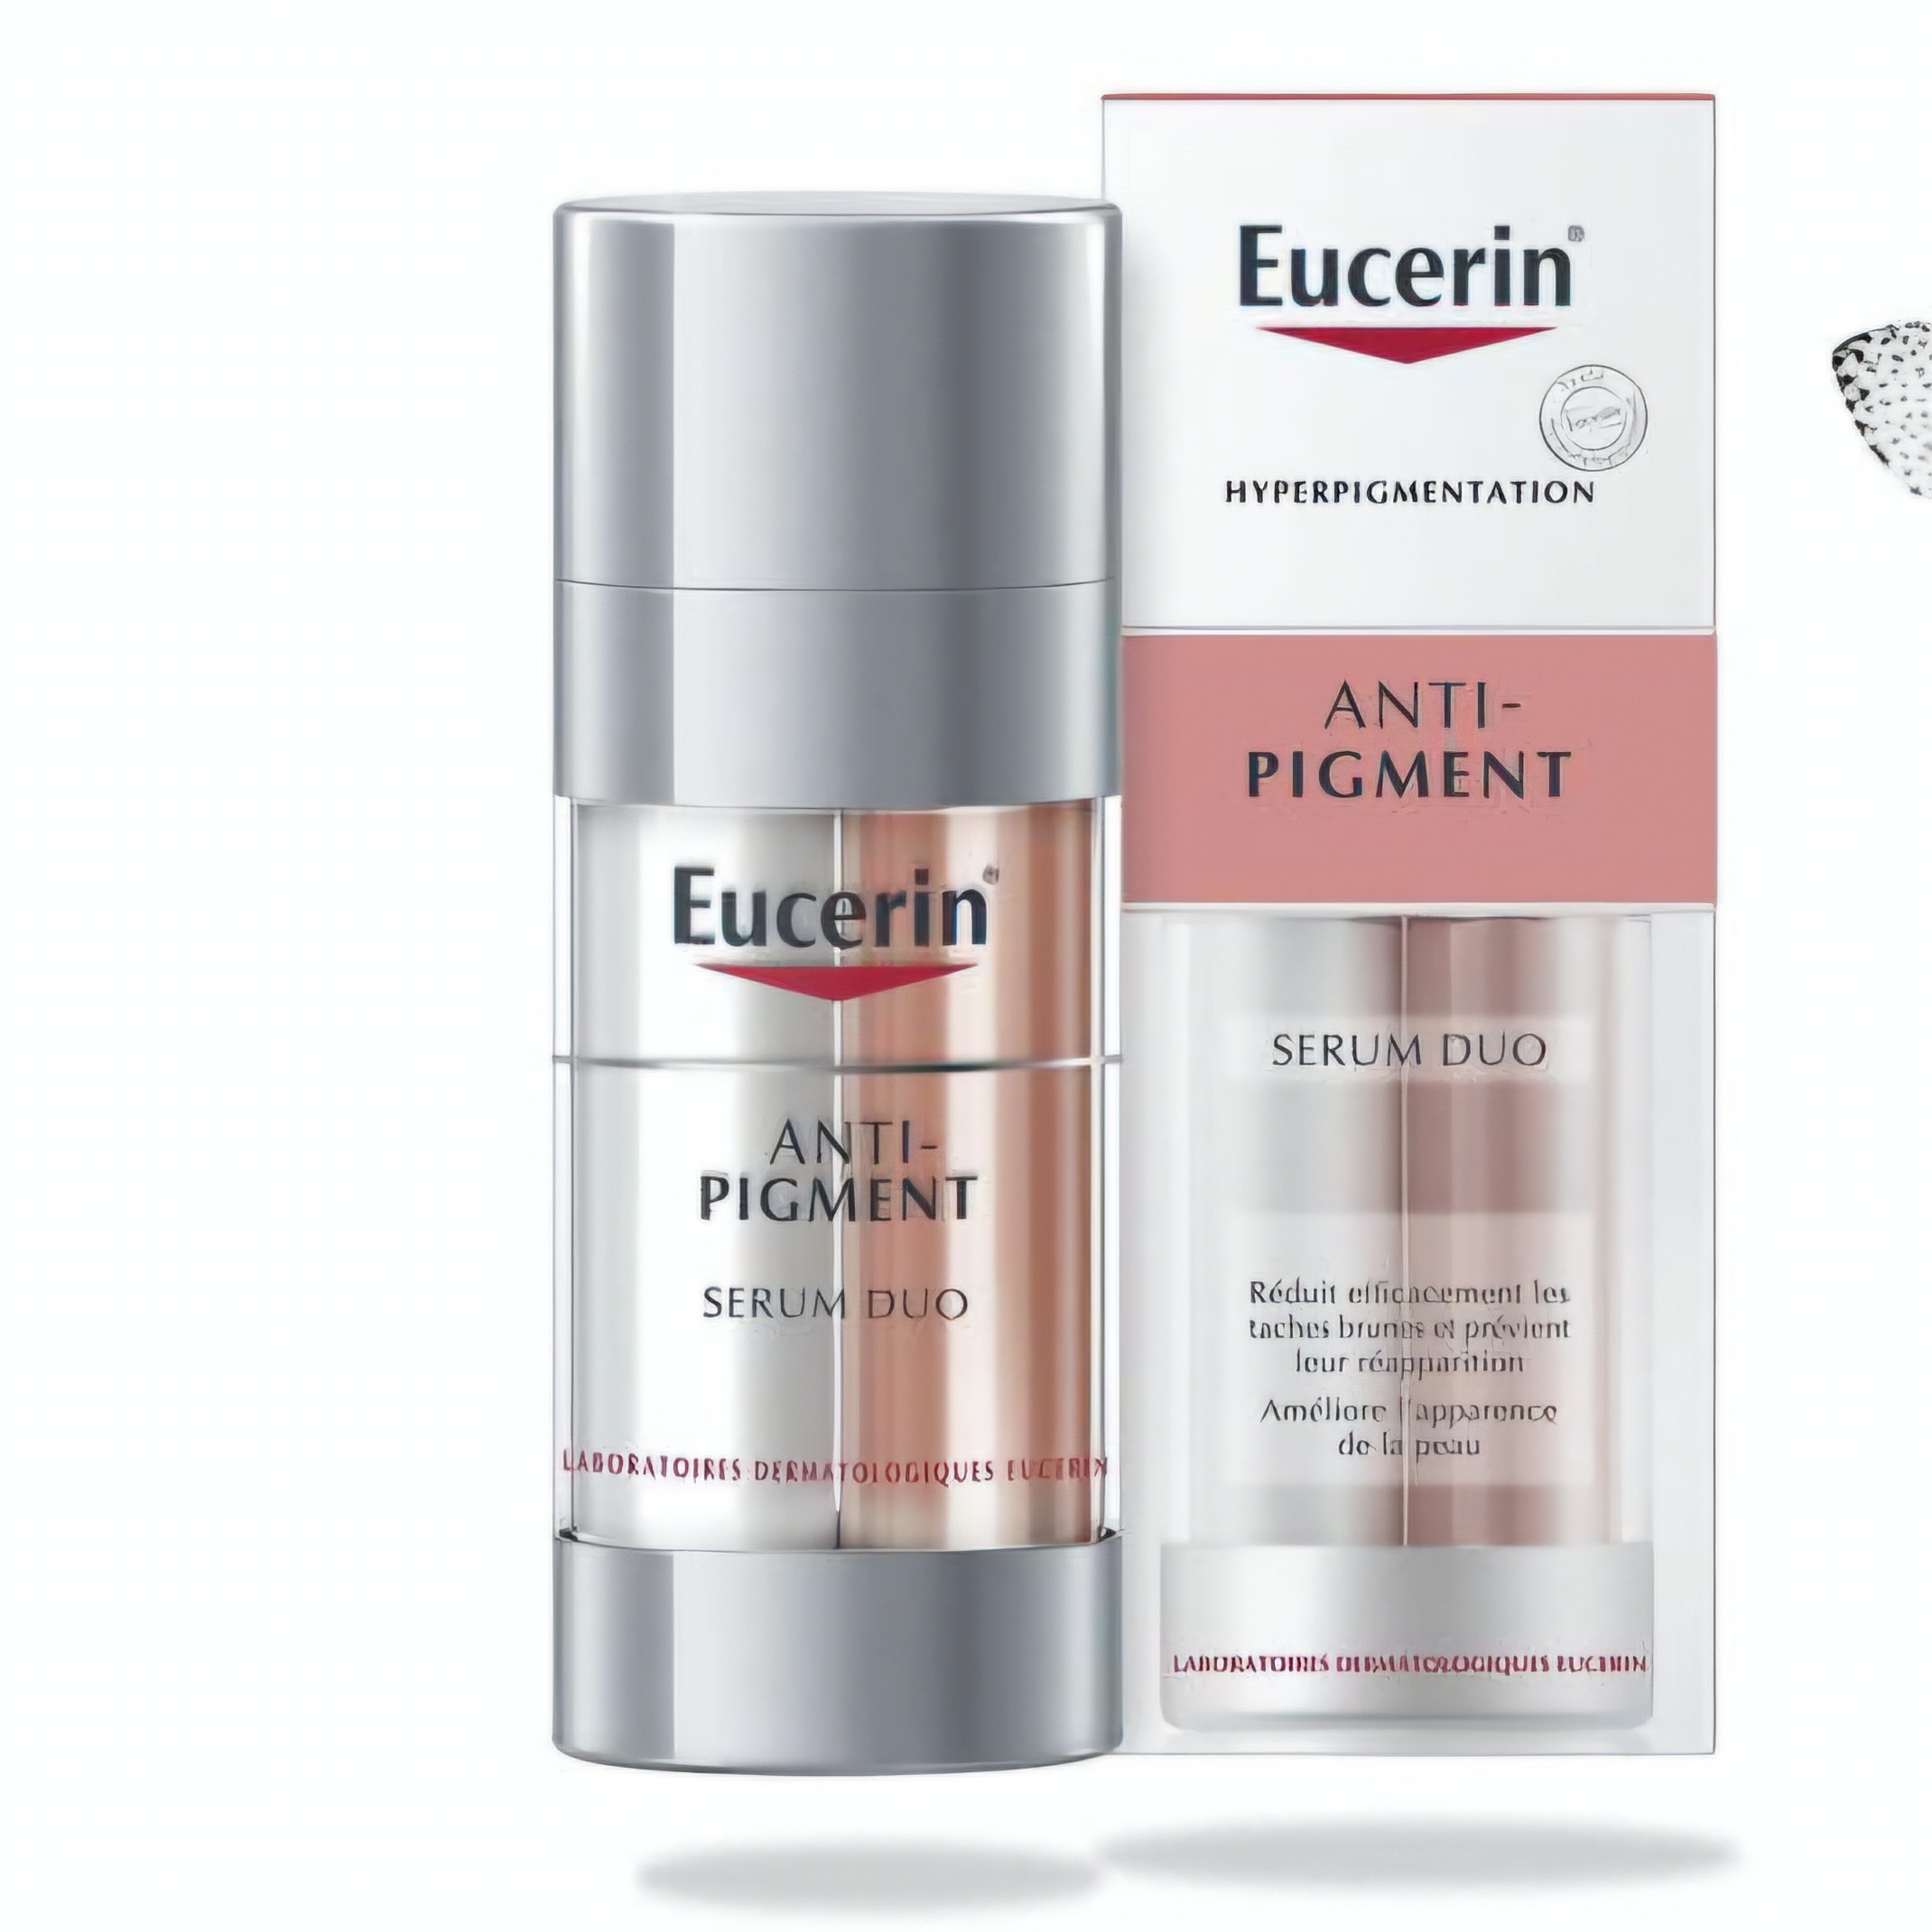 Eucerin®
HYPERPIGMENTATION
ANTI-
PIGMENT
SERUM DUO
Réduit efficacement les
taches brunes et prévient
leur réapparition
Améliore l'apparence
de la peau
LABORATOIRES DERMATOLOGIQUES EUCERIN
Eucerin
ANTI-
PIGMENT
SERUM DUO
LABORATOIRES DERMATOLOGIQUES EUCERIN